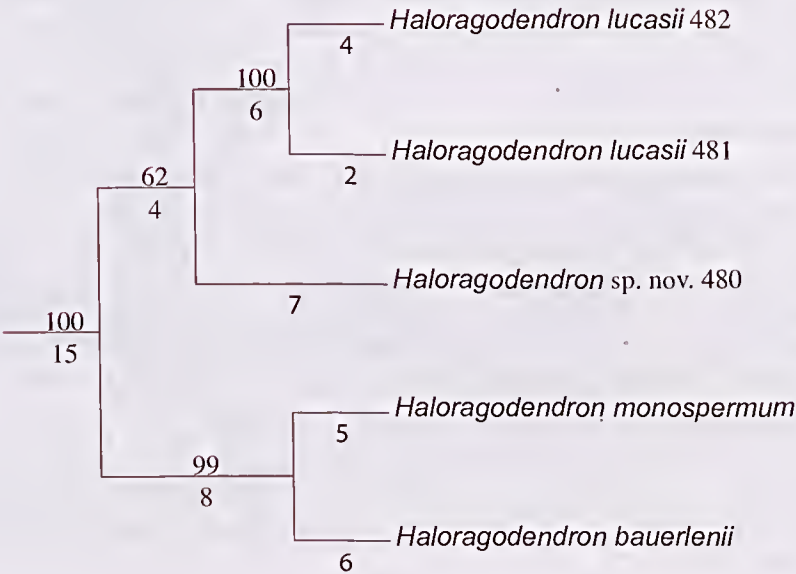 Haloragodendron lucasii 482
4
100
6
Haloragodendron lucasii 481
2
62
4
Haloragodendron sp. nov. 480
7
100
15
Haloragodendron monospermum
5
99
8
Haloragodendron bauerlenii
6